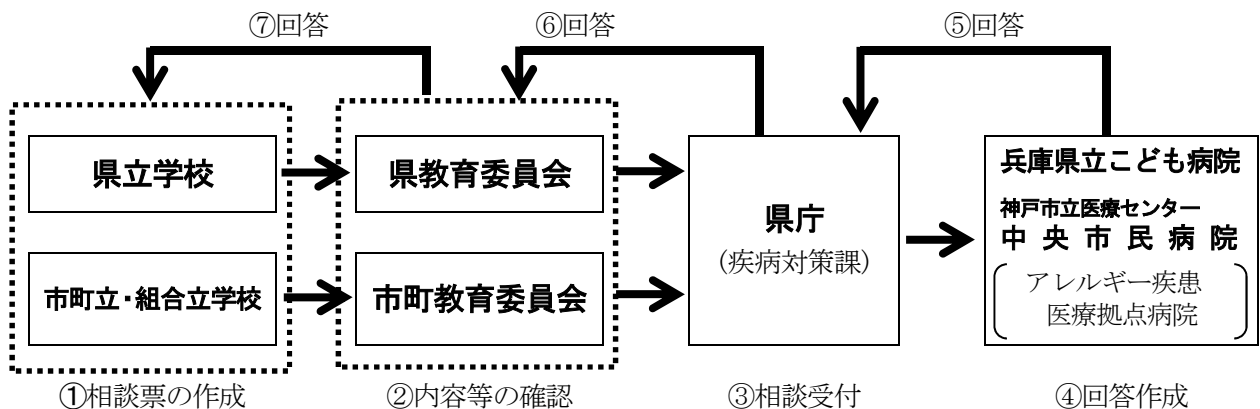 ⑦回答
⑥回答
⑤回答
県立学校
県教育委員会
兵庫県立こども病院
神戸市立医療センター
中央市民病院
県庁
(疾病対策課)
アレルギー疾患
医療拠点病院
市町立・組合立学校
市町教育委員会
①相談票の作成
②内容等の確認
③相談受付
④回答作成